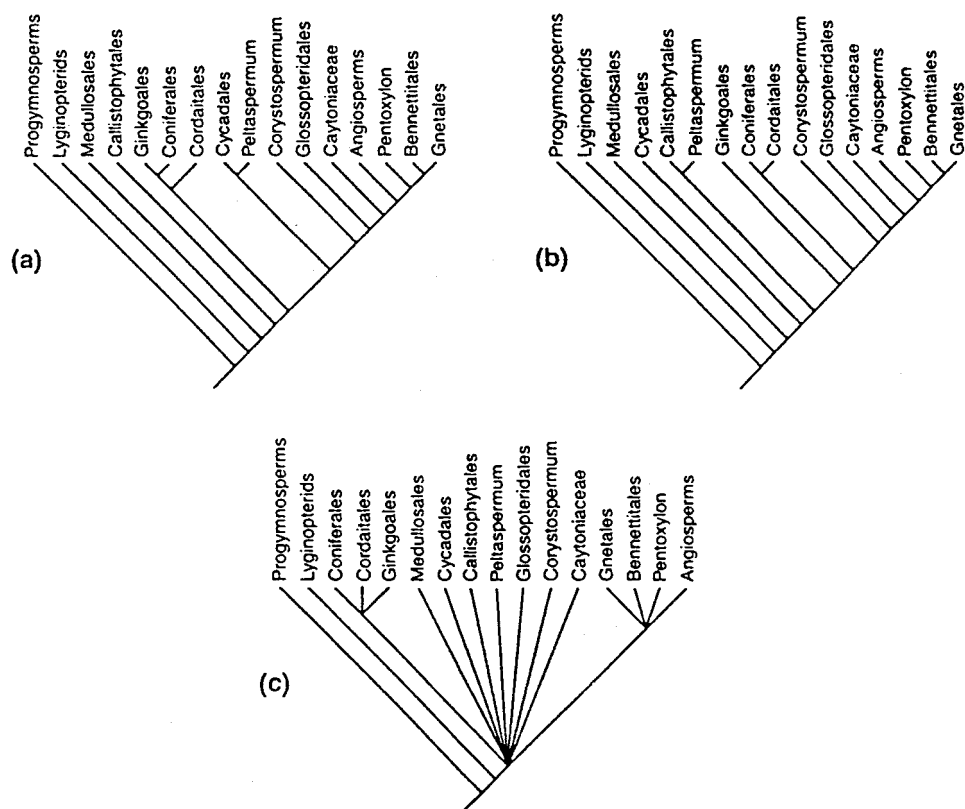 Progymnosperms
Lyginopterids
Medullosales
Callistophytales
Ginkgoales
Coniferales
Cordaitales
Cycadales
Peltaspermum
Corystospermum
Glossopteridales
Caytoniaceae
Angiosperms
Pentoxylon
Bennettitales
Gnetales
(a)
Progymnosperms
Lyginopterids
Medullosales
Cycadales
Callistophytales
Peltaspermum
Ginkgoales
Coniferales
Cordaitales
Corystospermum
Glossopteridales
Caytoniaceae
Angiosperms
Pentoxylon
Bennettitales
Gnetales
(b)
Progymnosperms
Lyginopterids
Coniferales
Cordaitales
Ginkgoales
Medullosales
Cycadales
Callistophytales
Peltaspermum
Glossopteridales
Corystospermum
Caytoniaceae
Gnetales
Bennettitales
Pentoxylon
Angiosperms
(c)